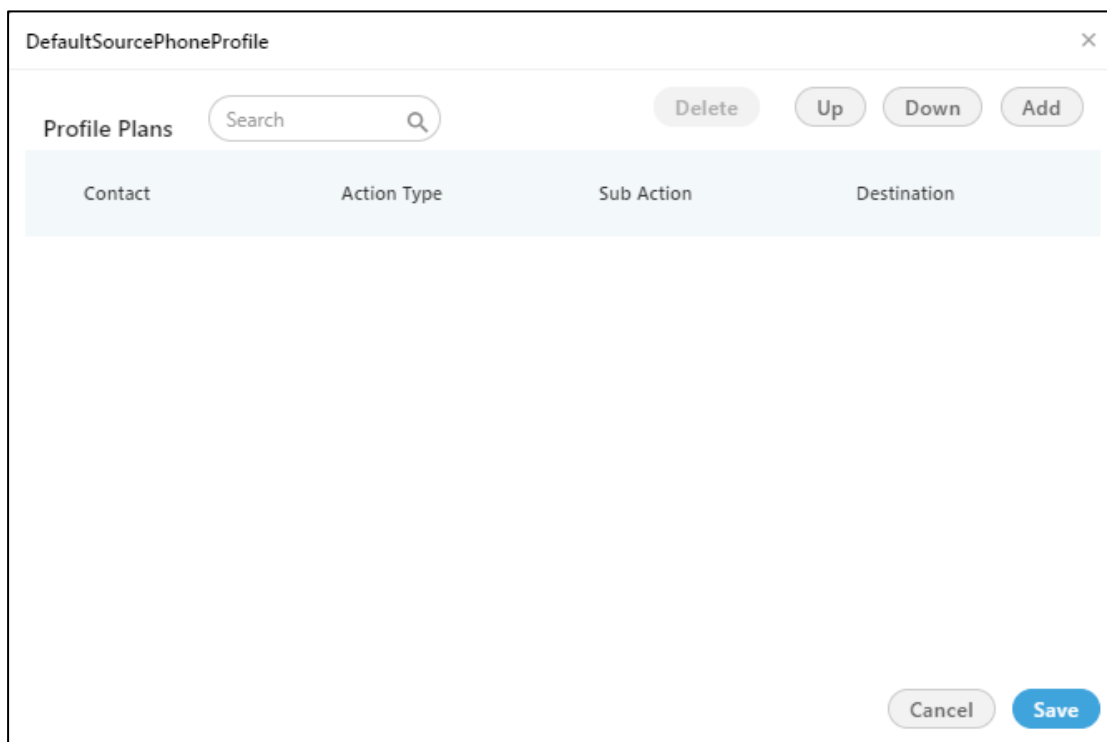 DefaultSourcePhoneProfile
Profile Plans Search Delete Up Down Add
Contact Action Type Sub Action Destination
Cancel Save